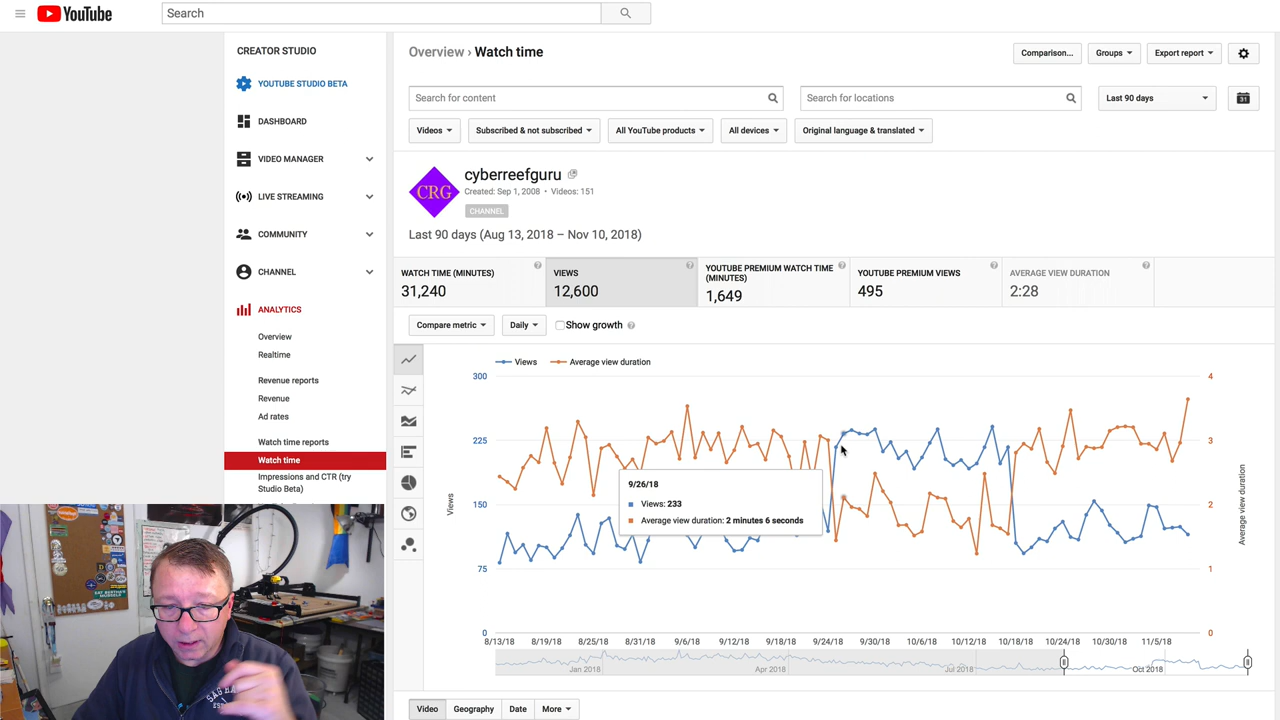 YouTube
Search
CREATOR STUDIO
YOUTUBE STUDIO BETA
DASHBOARD
VIDEO MANAGER
LIVE STREAMING
COMMUNITY
CHANNEL
ANALYTICS
Overview
Realtime
Revenue reports
Revenue
Ad rates
Watch time reports
Watch time
Impressions and CTR (try
Studio Beta)
Overview › Watch time
Comparison...
Groups
Export report
Search for content
Search for locations
Last 90 days
31
Videos
Subscribed & not subscribed
All YouTube products
All devices
Original language & translated
CRG
cyberreefguru
Created: Sep 1, 2008 • Videos: 151
CHANNEL
Last 90 days (Aug 13, 2018 – Nov 10, 2018)
WATCH TIME (MINUTES) ?
31,240
VIEWS ?
12,600
YOUTUBE PREMIUM WATCH TIME ?
(MINUTES)
1,649
YOUTUBE PREMIUM VIEWS ?
495
AVERAGE VIEW DURATION ?
2:28
Compare metric
Daily
Show growth ?
Views
Average view duration
300
225
150
75
0
Views
4
3
2
1
0
Average view duration
9/26/18
Views: 233
Average view duration: 2 minutes 6 seconds
8/13/18 8/19/18 8/25/18 8/31/18 9/6/18 9/12/18 9/18/18 9/24/18 9/30/18 10/6/18 10/12/18 10/18/18 10/24/18 10/30/18 11/5/18
Jan 2018 Apr 2018 Jul 2018 Oct 2018
Video
Geography
Date
More